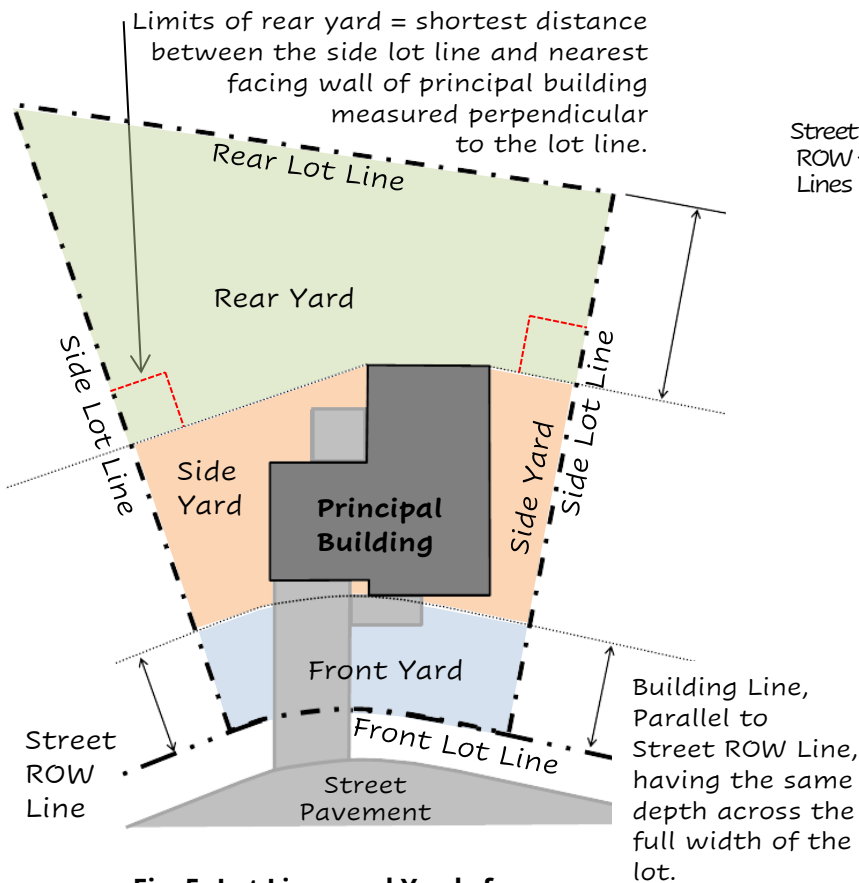 Limits of rear yard = shortest distance
between the side lot line and nearest
facing wall of principal building
measured perpendicular
to the lot line.
Street
ROW
Lines
Rear Lot Line
Rear Yard
Side Lot Line
Side Lot Line
Side
Yard
Side Yard
Principal
Building
Front Yard
Front Lot Line
Street
ROW
Line
Street
Pavement
Building Line,
Parallel to
Street ROW Line,
having the same
depth across the
full width of the
lot.